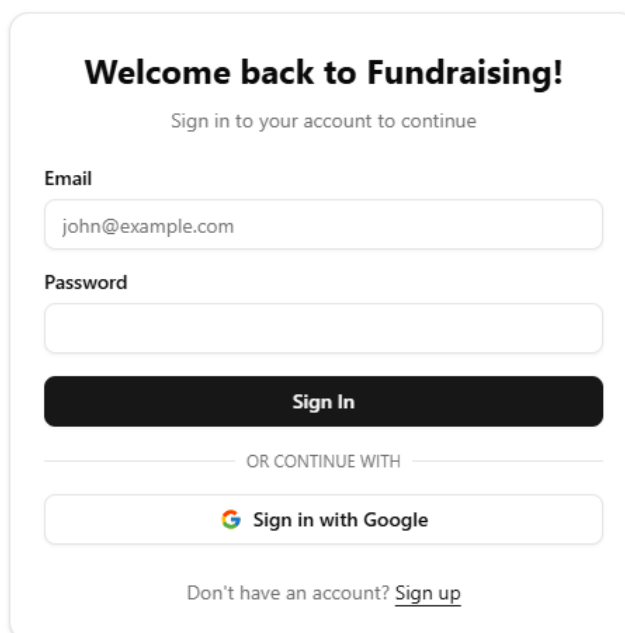 Welcome back to Fundraising!
Sign in to your account to continue
Email
john@example.com
Password
Sign In
OR CONTINUE WITH
Sign in with Google
Don't have an account? Sign up